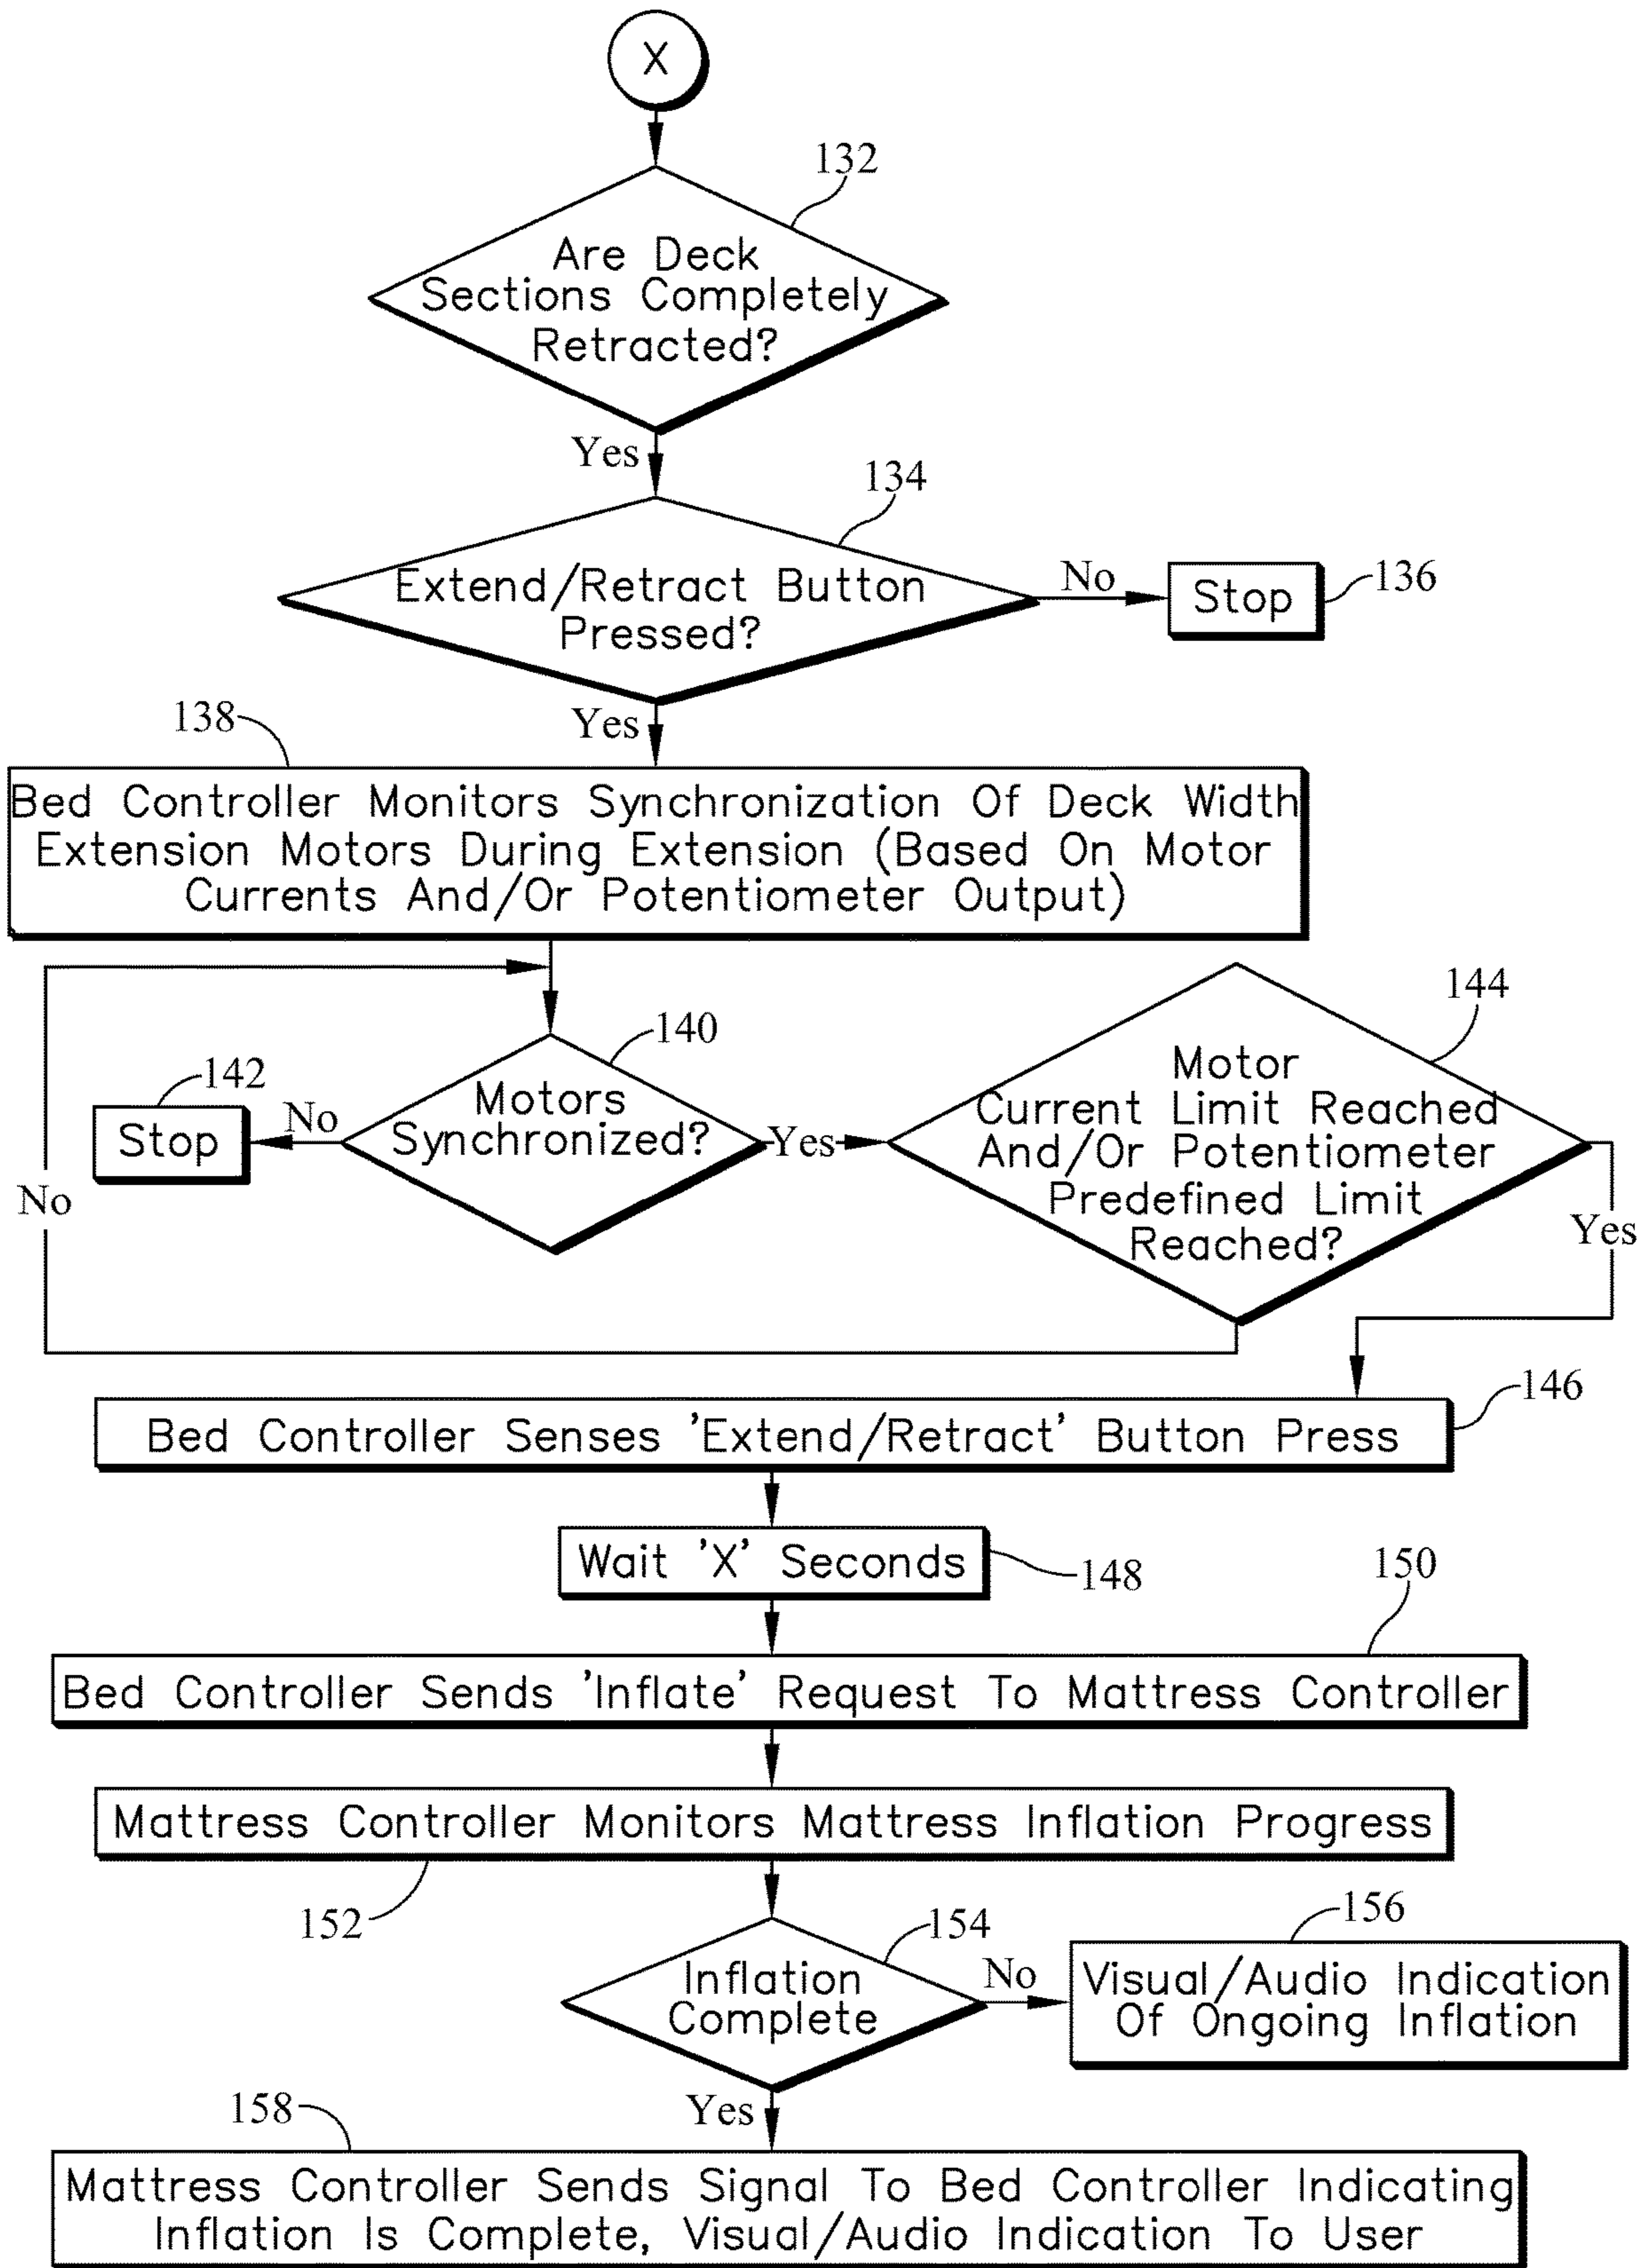 X
132
Are Deck
Sections Completely
Retracted?
Yes
134
Extend/Retract Button
Pressed?
No
Stop
136
Yes
138
Bed Controller Monitors Synchronization Of Deck Width
Extension Motors During Extension (Based On Motor
Currents And/Or Potentiometer Output)
140
Motors
Synchronized?
No
142
Stop
Yes
144
Motor
Current Limit Reached
And/Or Potentiometer
Predefined Limit
Reached?
No
Yes
146
Bed Controller Senses 'Extend/Retract' Button Press
Wait 'X' Seconds
148
150
Bed Controller Sends 'Inflate' Request To Mattress Controller
Mattress Controller Monitors Mattress Inflation Progress
152
154
Inflation
Complete
No
156
Visual/Audio Indication
Of Ongoing Inflation
Yes
158
Mattress Controller Sends Signal To Bed Controller Indicating
Inflation Is Complete, Visual/Audio Indication To User